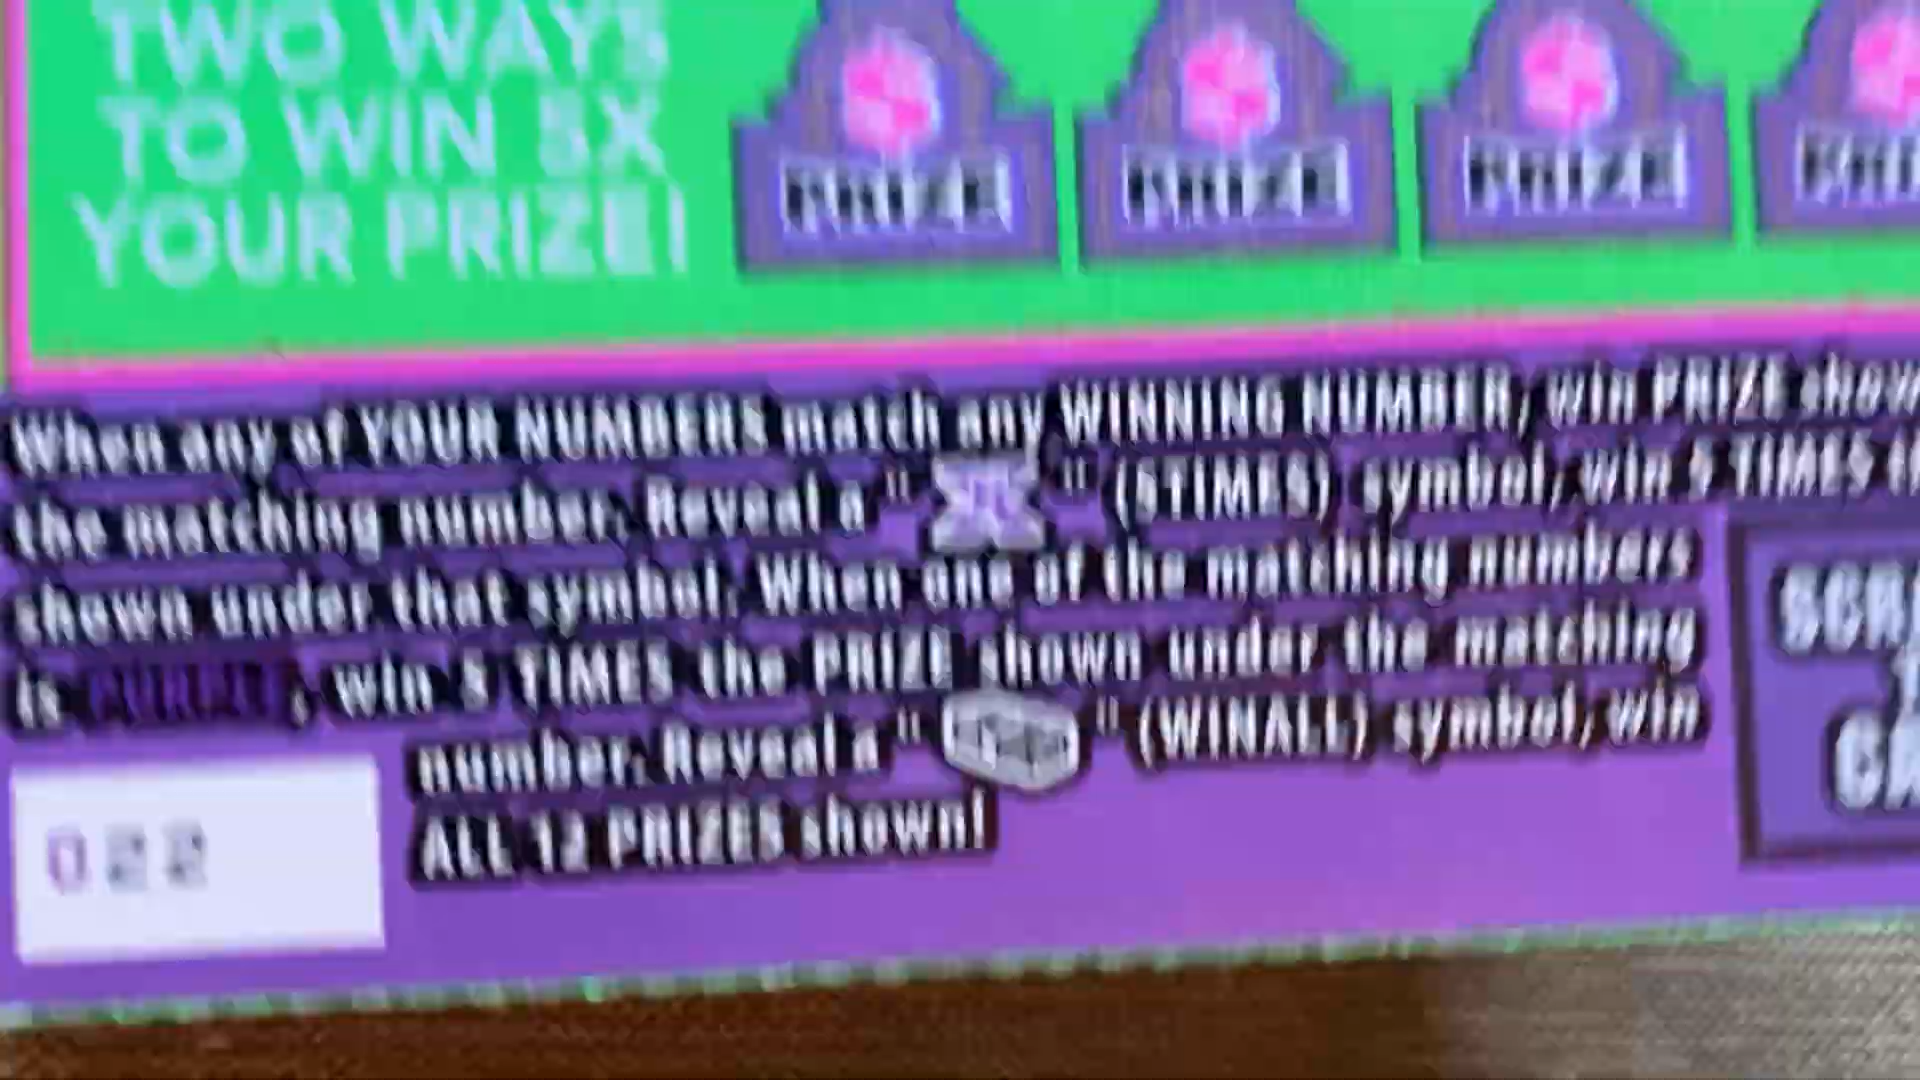 TWO WAYS
TO WIN 5X
YOUR PRIZE!
PRIZE PRIZE PRIZE
When any of YOUR NUMBERS match any WINNING NUMBER, win PRIZE show
the matching number. Reveal a " " (5TIMES) symbol, win 5 TIMES
shown under that symbol. When one of the matching numbers
is PURPLE, win 5 TIMES the PRIZE shown under the matching
number. Reveal a " " (WINALL) symbol, win
ALL 12 PRIZES shown!
022